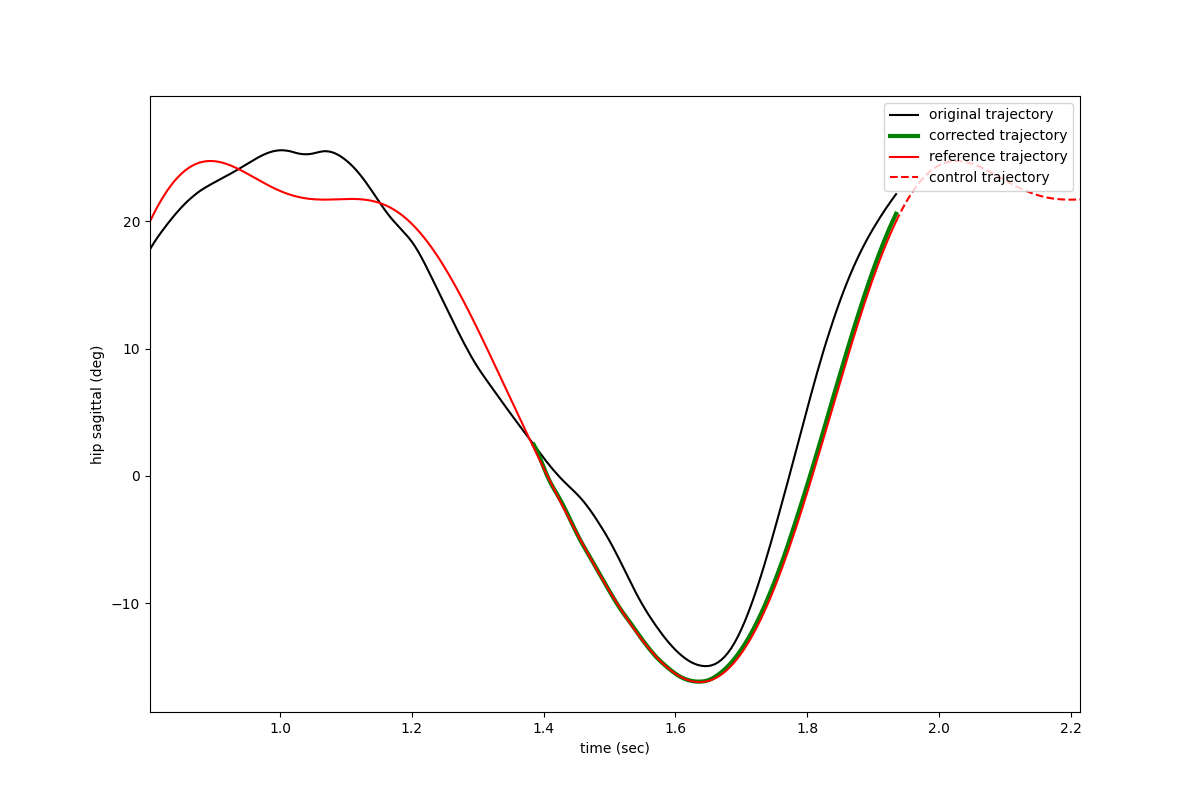 original trajectory
corrected trajectory
reference trajectory
control trajectory
20
10
0
−10
hip sagittal (deg)
1.0 1.2 1.4 1.6 1.8 2.0 2.2
time (sec)